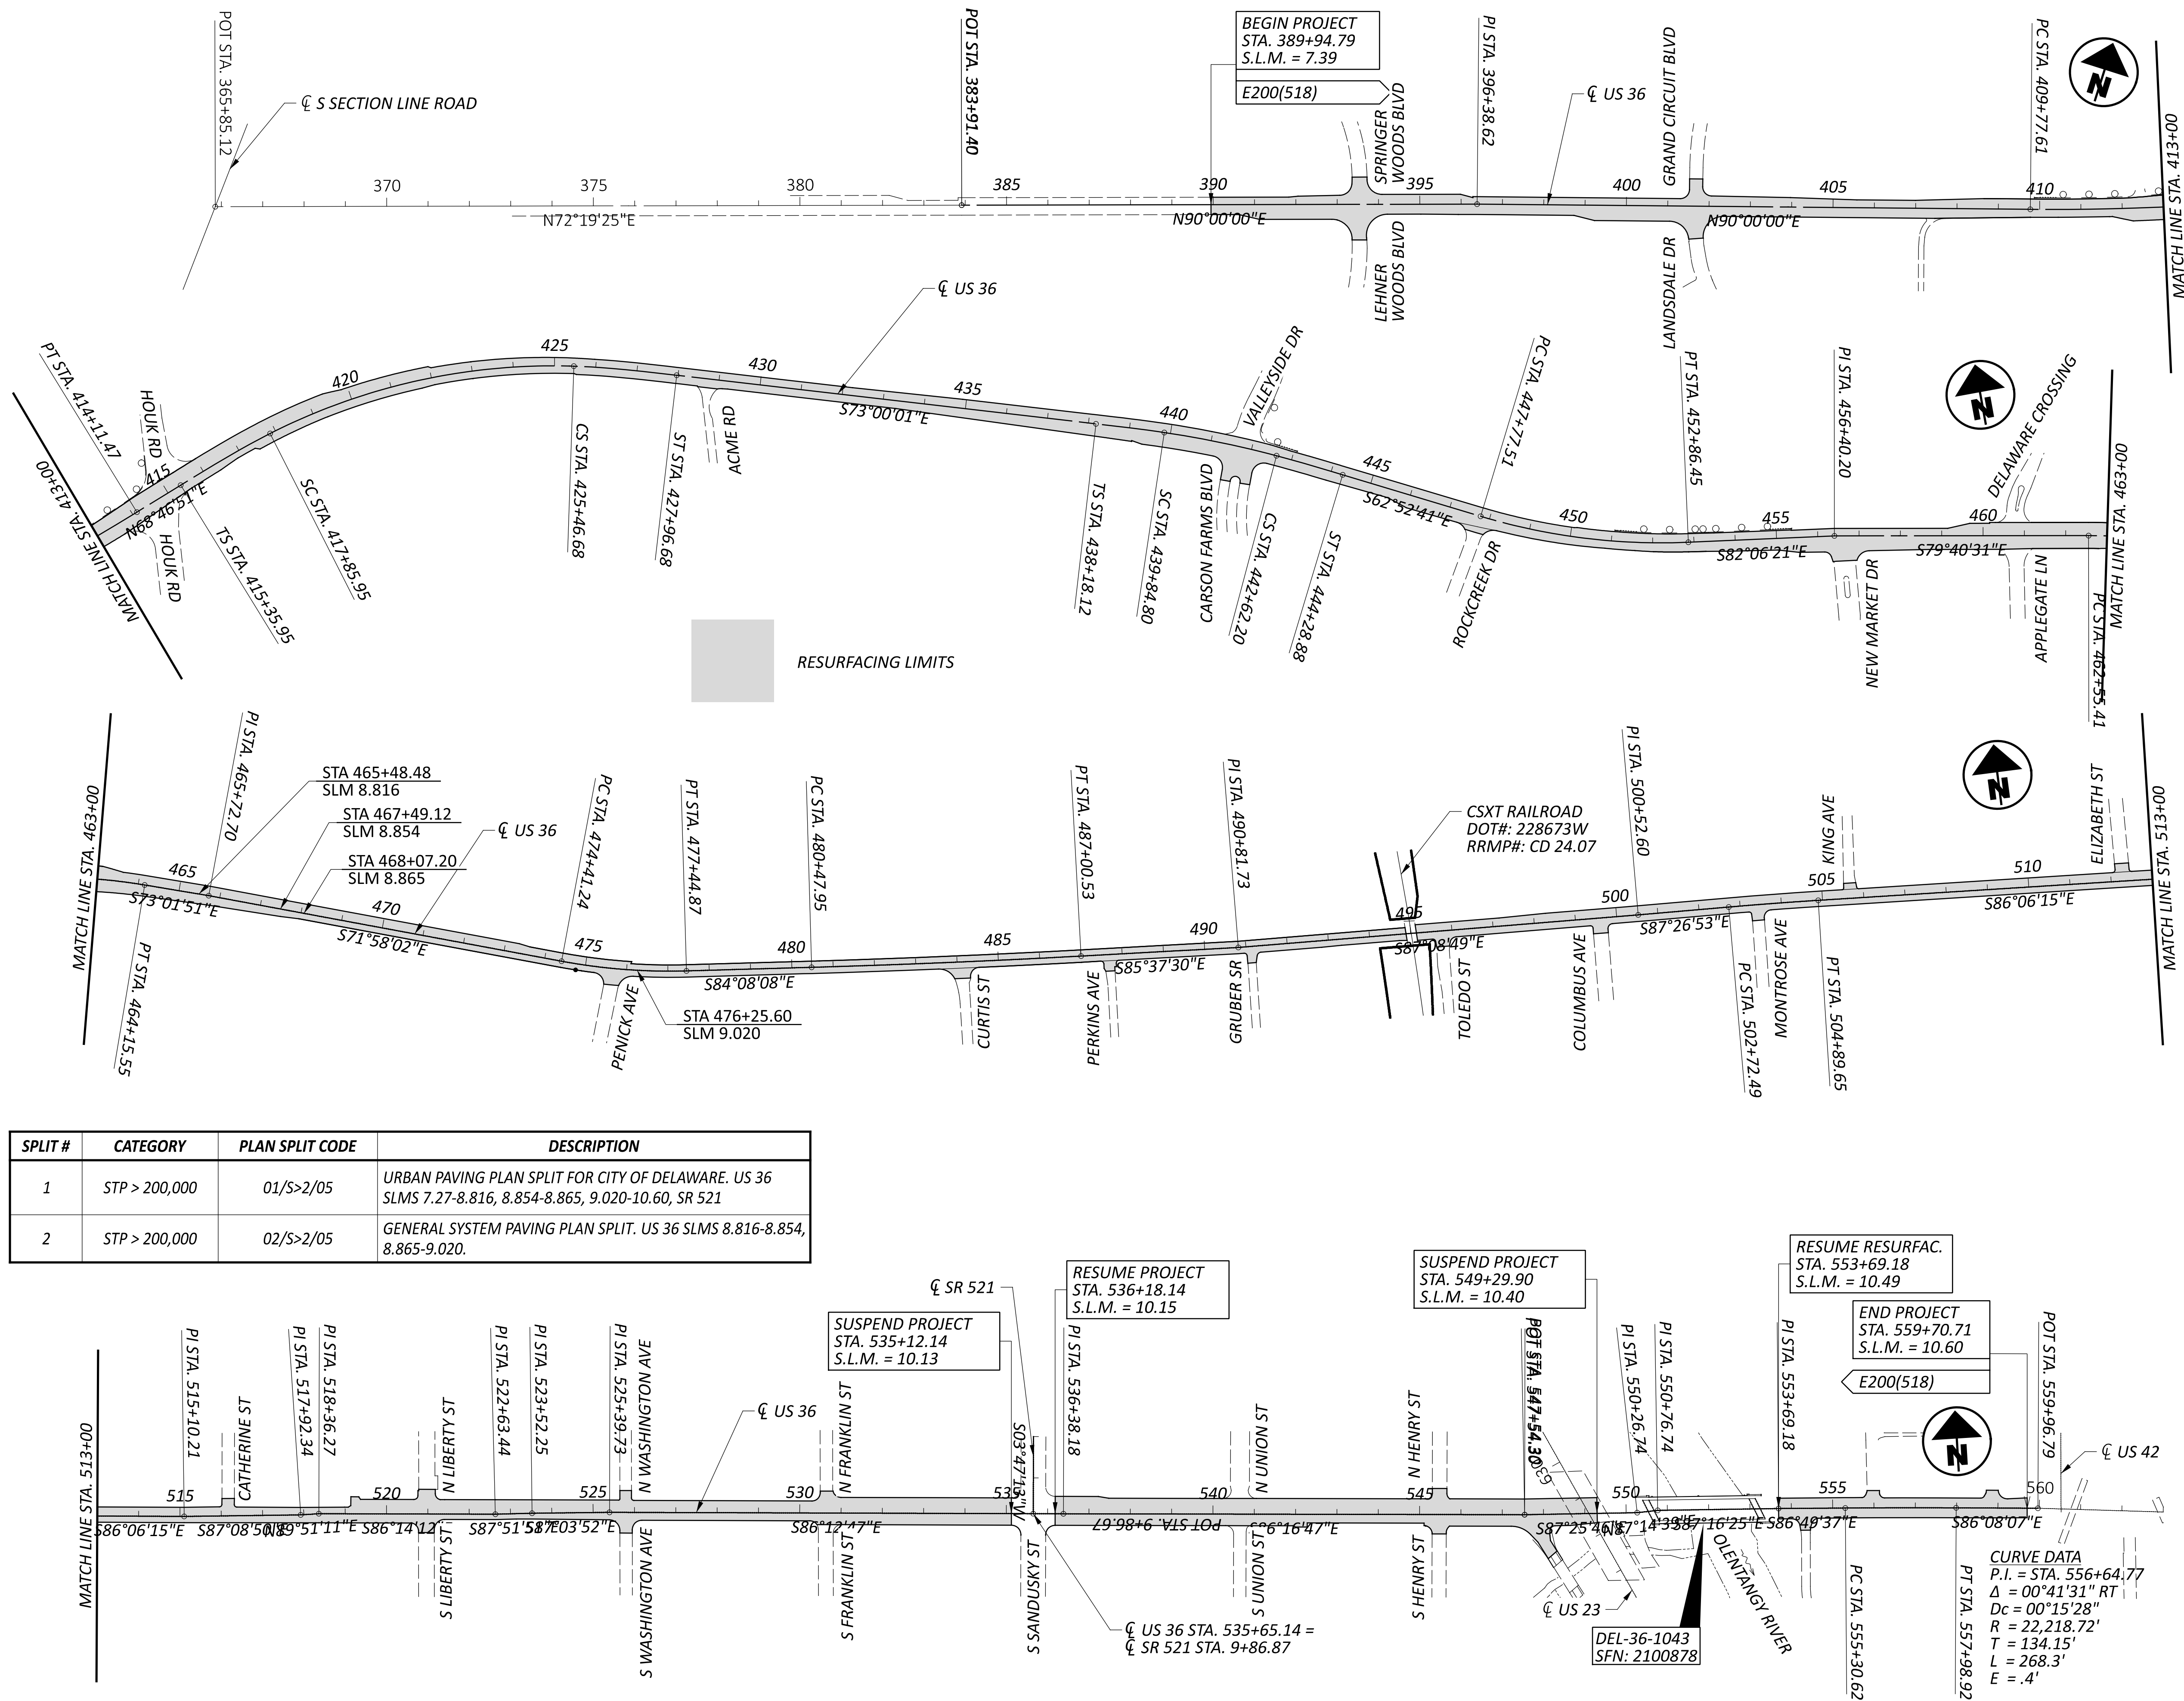 POT STA. 365+85.12
℄ S SECTION LINE ROAD
POT STA. 383+91.40
BEGIN PROJECT
STA. 389+94.79
S.L.M. = 7.39
E200(518)
SPRINGER
WOODS BLVD
PI STA. 396+38.62
℄ US 36
GRAND CIRCUIT BLVD
PC STA. 409+77.61
N
MATCH LINE STA. 413+00
370
375
380
385
390
395
400
405
410
N72°19'25"E
N90°00'00"E
N90°00'00"E
LEHNER
WOODS BLVD
LANDSDALE DR
℄ US 36
PT STA. 414+11.47
HOUK RD
415
420
425
430
435
440
445
450
455
460
MATCH LINE STA. 413+00
N68°46'51"E
HOUK RD
TS STA. 415+35.95
SC STA. 417+85.95
CS STA. 425+46.68
ST STA. 427+96.68
ACME RD
S73°00'01"E
TS STA. 438+18.12
SC STA. 439+84.80
CARSON FARMS BLVD
VALLEYSIDE DR
CS STA. 442+62.20
ST STA. 444+28.88
S62°52'41"E
PC STA. 447+77.51
ROCKCREEK DR
PT STA. 452+86.45
S82°06'21"E
PI STA. 456+40.20
NEW MARKET DR
S79°40'31"E
DELAWARE CROSSING
APPLEGATE LN
PC STA. 462+55.41
N
MATCH LINE STA. 463+00
RESURFACING LIMITS
MATCH LINE STA. 463+00
PI STA. 465+72.70
STA 465+48.48
SLM 8.816
STA 467+49.12
SLM 8.854
STA 468+07.20
SLM 8.865
℄ US 36
465
470
475
480
485
490
495
500
505
510
S73°01'51"E
PT STA. 464+15.55
S71°58'02"E
PC STA. 474+41.24
PENICK AVE
STA 476+25.60
SLM 9.020
PT STA. 477+44.87
S84°08'08"E
PC STA. 480+47.95
CURTIS ST
PT STA. 487+00.53
PERKINS AVE
S85°37'30"E
PI STA. 490+81.73
GRUBER SR
CSXT RAILROAD
DOT#: 228673W
RRMP#: CD 24.07
S87°08'49"E
TOLEDO ST
COLUMBUS AVE
PI STA. 500+52.60
S87°26'53"E
PC STA. 502+72.49
MONTROSE AVE
KING AVE
PT STA. 504+89.65
S86°06'15"E
ELIZABETH ST
N
MATCH LINE STA. 513+00
SPLIT # CATEGORY PLAN SPLIT CODE DESCRIPTION
1 STP > 200,000 01/S>2/05 URBAN PAVING PLAN SPLIT FOR CITY OF DELAWARE. US 36
SLMS 7.27-8.816, 8.854-8.865, 9.020-10.60, SR 521
2 STP > 200,000 02/S>2/05 GENERAL SYSTEM PAVING PLAN SPLIT. US 36 SLMS 8.816-8.854,
8.865-9.020.
MATCH LINE STA. 513+00
PI STA. 515+10.21
CATHERINE ST
PI STA. 517+92.34
PI STA. 518+36.27
N LIBERTY ST
PI STA. 522+63.44
PI STA. 523+52.25
PI STA. 525+39.73
N WASHINGTON AVE
℄ US 36
SUSPEND PROJECT
STA. 535+12.14
S.L.M. = 10.13
N FRANKLIN ST
℄ SR 521
RESUME PROJECT
STA. 536+18.14
S.L.M. = 10.15
S03°47'13"W
PI STA. 536+38.18
N UNION ST
N HENRY ST
SUSPEND PROJECT
STA. 549+29.90
S.L.M. = 10.40
POT STA. 547+54.30
630
PI STA. 550+26.74
PI STA. 550+76.74
RESUME RESURFAC.
STA. 553+69.18
S.L.M. = 10.49
PI STA. 553+69.18
END PROJECT
STA. 559+70.71
S.L.M. = 10.60
E200(518)
POT STA. 559+96.79
℄ US 42
N
515
520
525
530
535
540
545
550
555
560
S86°06'15"E
S87°08'50"E
N89°51'11"E
S86°14'12"
S87°51'51"E
S87°03'52"E
S86°12'47"E
POT STA. 9+86.67
S86°16'47"E
S87°25'46"E
N87°14'39"E
S87°16'25"E
S86°49'37"E
S86°08'07"E
S LIBERTY ST
S WASHINGTON AVE
S FRANKLIN ST
S SANDUSKY ST
℄ US 36 STA. 535+65.14 =
℄ SR 521 STA. 9+86.87
S UNION ST
S HENRY ST
℄ US 23
DEL-36-1043
SFN: 2100878
OLENTANGY RIVER
PC STA. 555+30.62
PT STA. 557+98.92
CURVE DATA
P.I. = STA. 556+64.77
Δ = 00°41'31" RT
Dc = 00°15'28"
R = 22,218.72'
T = 134.15'
L = 268.3'
E = .4'